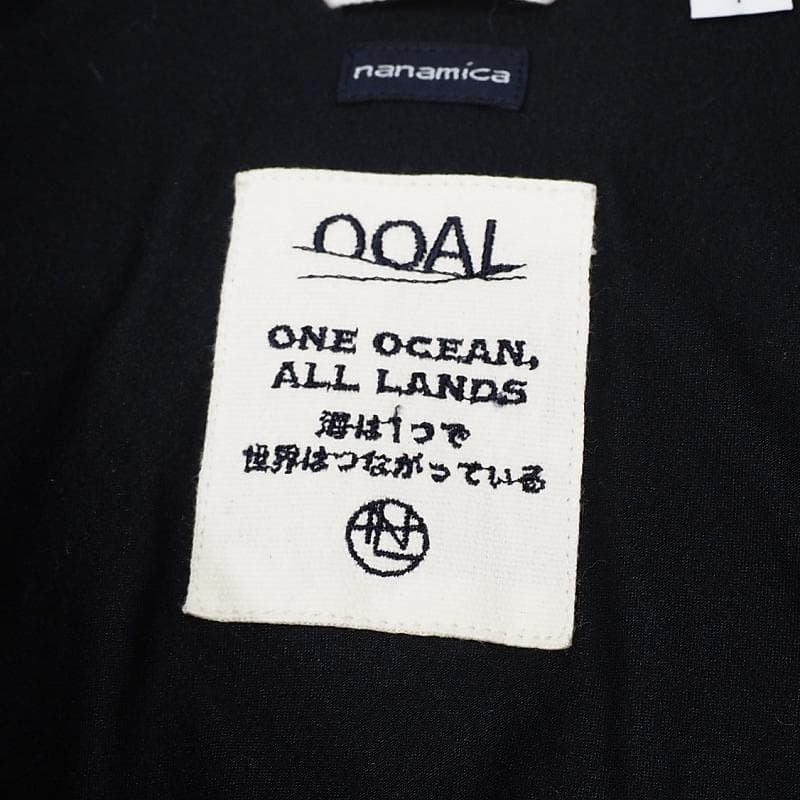 nanamica
OOAL
ONE OCEAN,
ALL LANDS
海は1つで
世界はつながっている